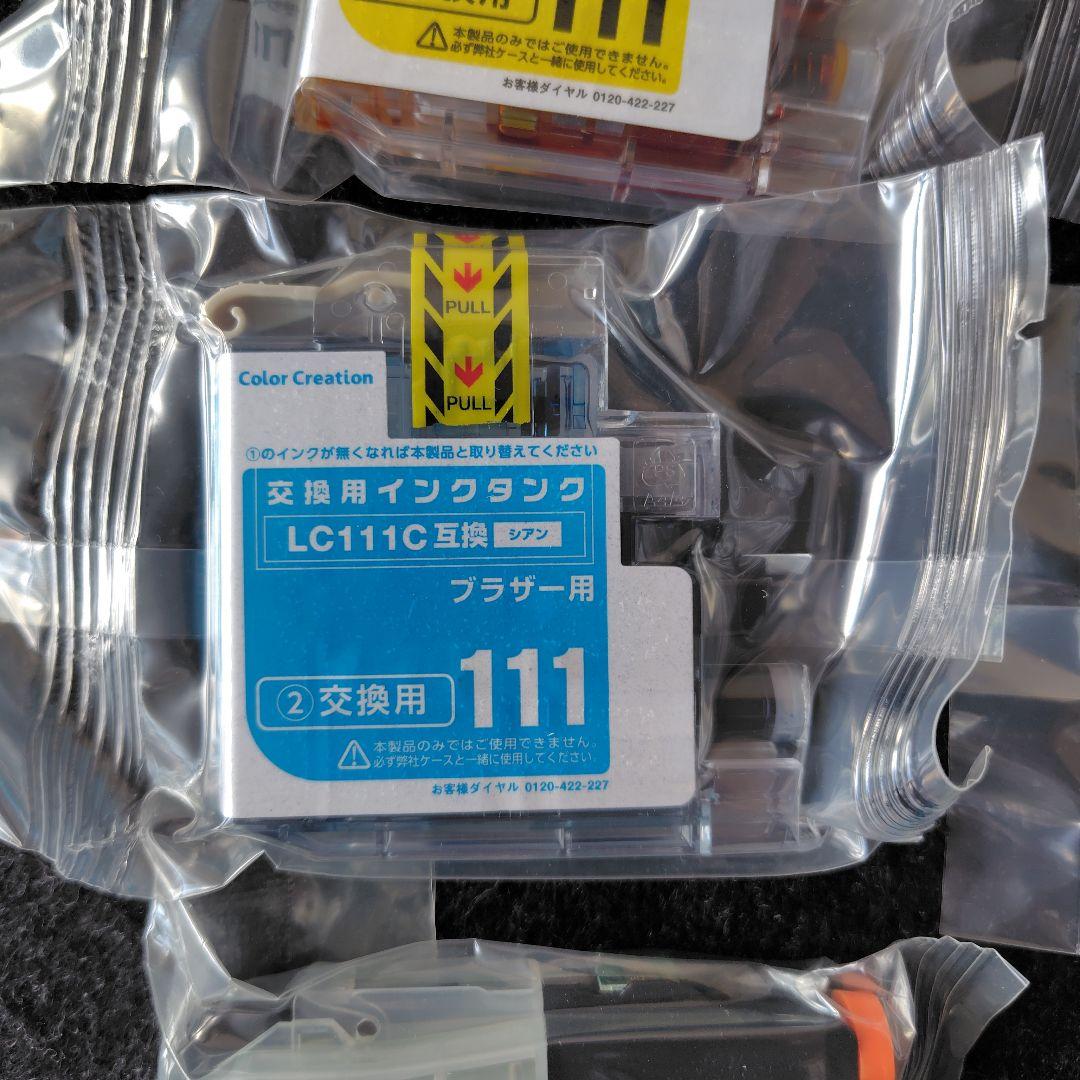 換用
111
本製品のみではご使用できません。
必ず弊社ケースと一緒に使用してください。
お客様ダイヤル 0120-422-227
PULL
PULL
Color Creation
①のインクが無くなれば本製品と取り替えてください
交換用インクタンク
LC111C互換 シアン
ブラザー用
②交換用 111
本製品のみではご使用できません。
必ず弊社ケースと一緒に使用してください。
お客様ダイヤル 0120-422-227